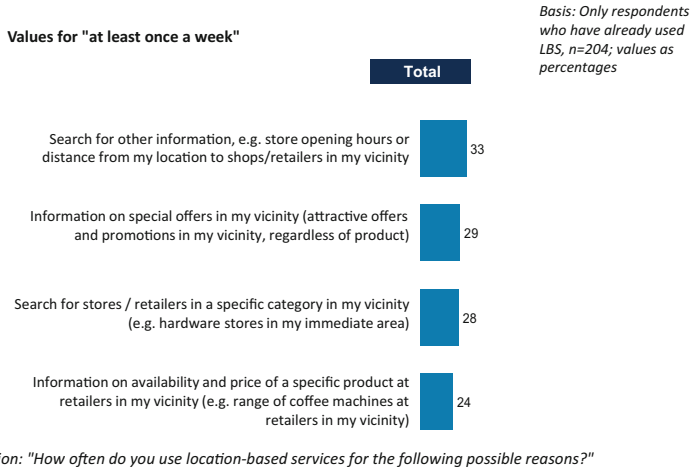 Basis: Only respondents
who have already used
LBS, n=204; values as
percentages
Values for "at least once a week"
Total
Search for other information, e.g. store opening hours or
distance from my location to shops/retailers in my vicinity
33
Information on special offers in my vicinity (attractive offers
and promotions in my vicinity, regardless of product)
29
Search for stores / retailers in a specific category in my vicinity
(e.g. hardware stores in my immediate area)
28
Information on availability and price of a specific product at
retailers in my vicinity (e.g. range of coffee machines at
retailers in my vicinity)
24
ion: "How often do you use location-based services for the following possible reasons?"